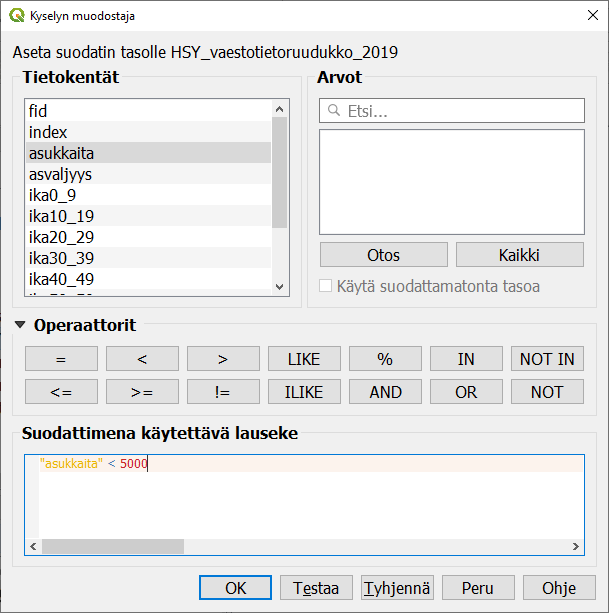 Kyselyn muodostaja
Aseta suodatin tasolle HSY_vaestotietoruudukko_2019
Tietokentät
fid
index
asukkaita
asvaljyys
ika0_9
ika10_19
ika20_29
ika30_39
ika40_49
Arvot
Etsi...
Otos
Kaikki
Käytä suodattamatonta tasoa
Operaattorit
= < > LIKE % IN NOT IN
<= >= != ILIKE AND OR NOT
Suodattimena käytettävä lauseke
"asukkaita" < 5000
OK Testaa Tyhjennä Peru Ohje